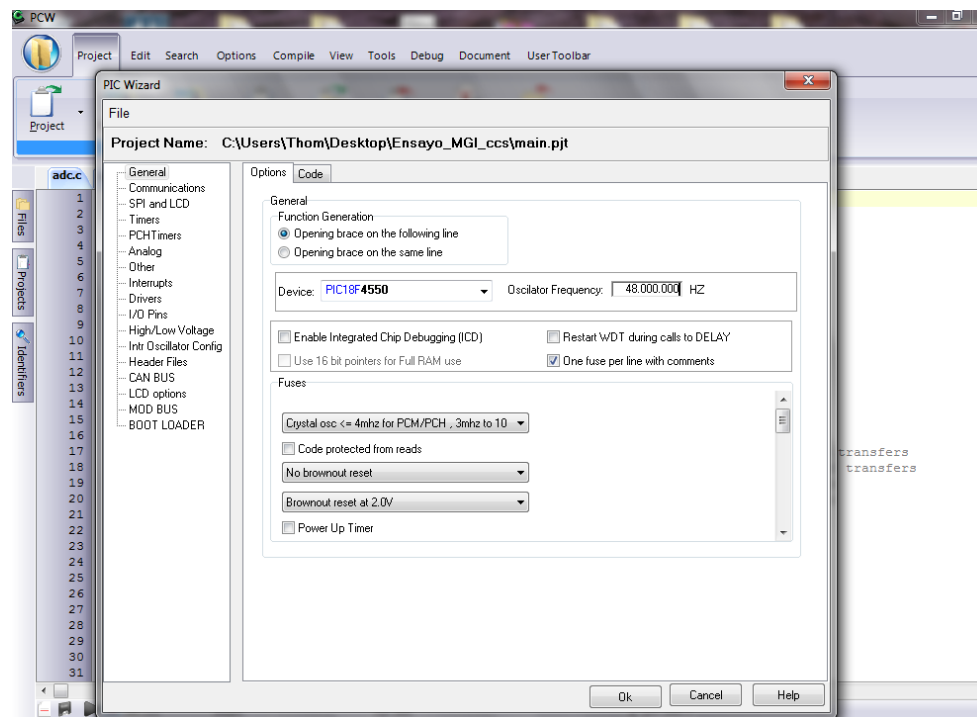 PCW
Project Edit Search Options Compile View Tools Debug Document User Toolbar
PIC Wizard
File
Project
Project Name: C:\Users\Thom\Desktop\Ensayo_MGI_ccs\main.pjt
adc.c
Files
Projects
Identifiers
1
2
3
4
5
6
7
8
9
10
11
12
13
14
15
16
17
18
19
20
21
22
23
24
25
26
27
28
29
30
31
General
Communications
SPI and LCD
Timers
PCHTimers
Analog
Other
Interrupts
Drivers
I/O Pins
High/Low Voltage
Intr Oscillator Config
Header Files
CAN BUS
LCD options
MOD BUS
BOOT LOADER
Options Code
General
Function Generation
Opening brace on the following line
Opening brace on the same line
Device: PIC18F4550 Oscilator Frequency: 48.000.000 HZ
Enable Integrated Chip Debugging (ICD) Restart WDT during calls to DELAY
Use 16 bit pointers for Full RAM use One fuse per line with comments
Fuses
Crystal osc <= 4mhz for PCM/PCH , 3mhz to 10
Code protected from reads
No brownout reset
Brownout reset at 2.0V
Power Up Timer
transfers
transfers
Ok Cancel Help